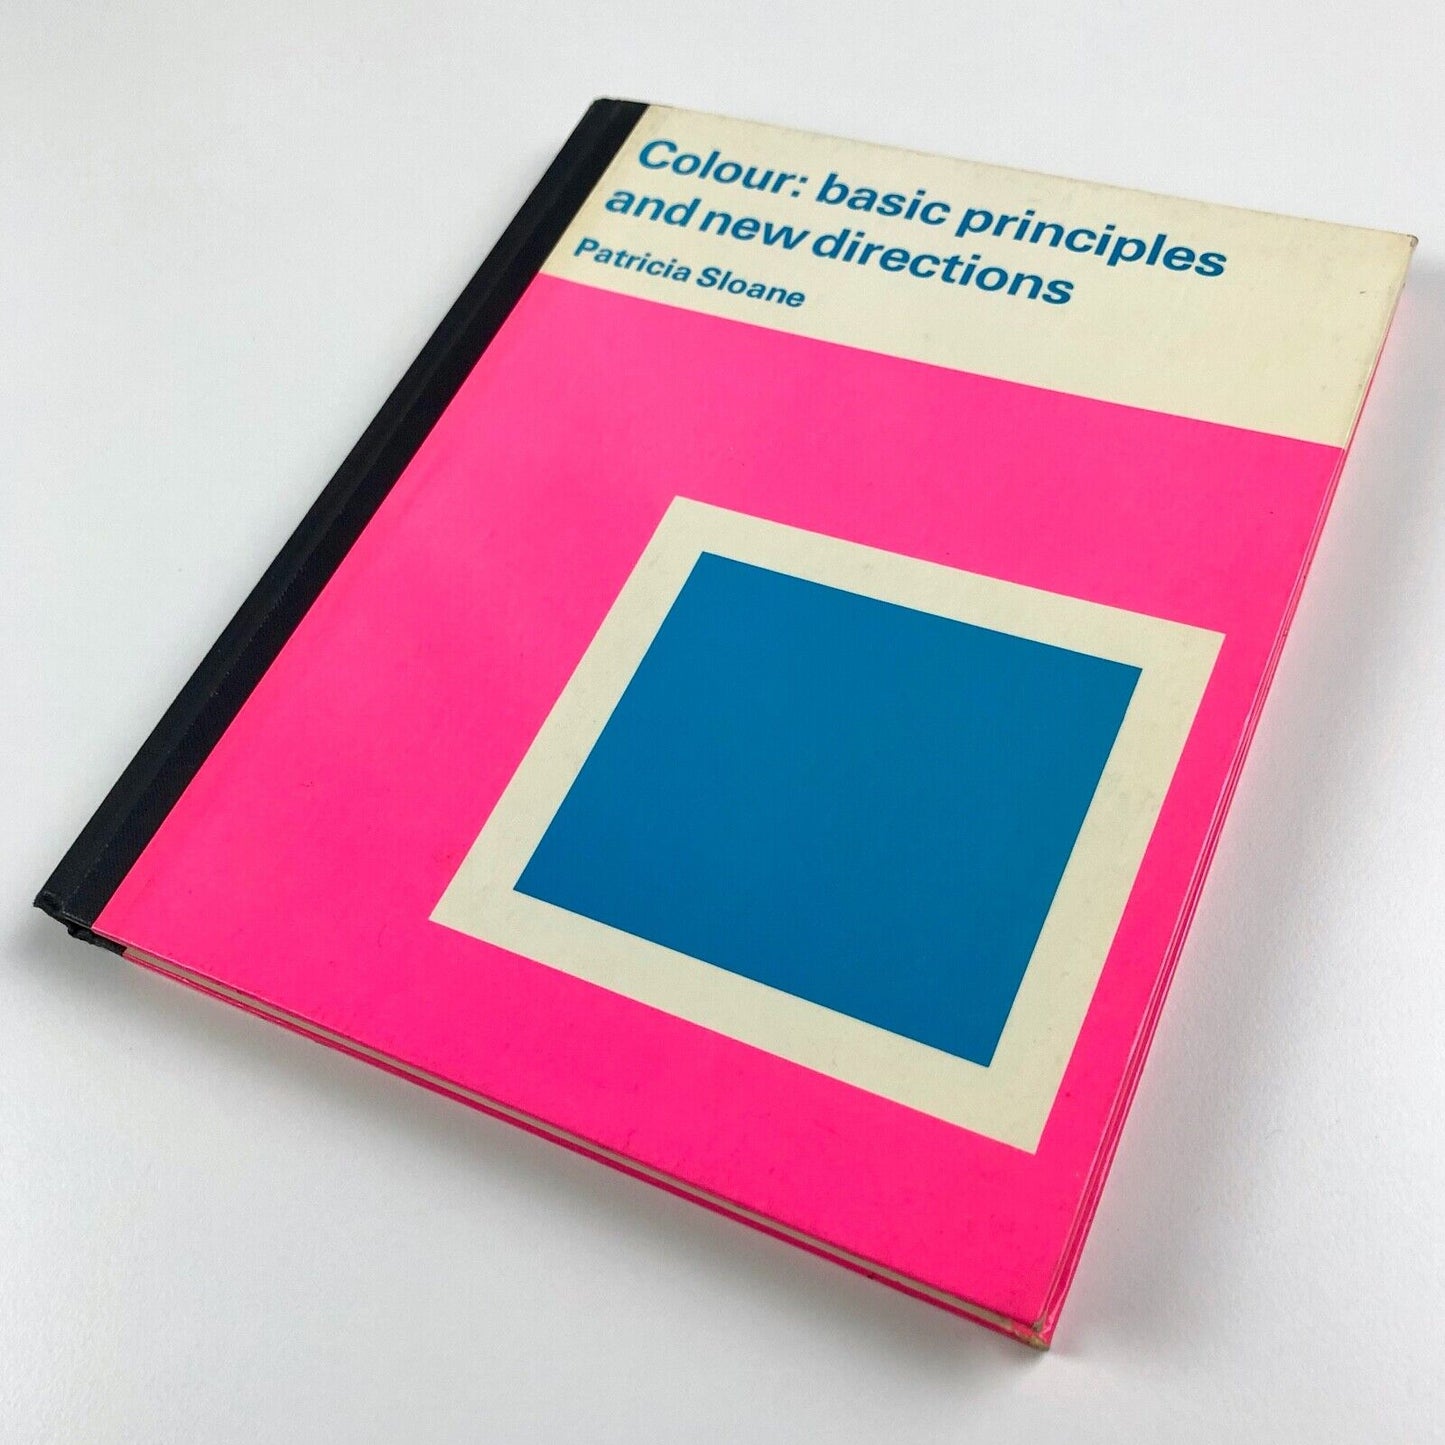 Colour: basic principles
and new directions
Patricia Sloane